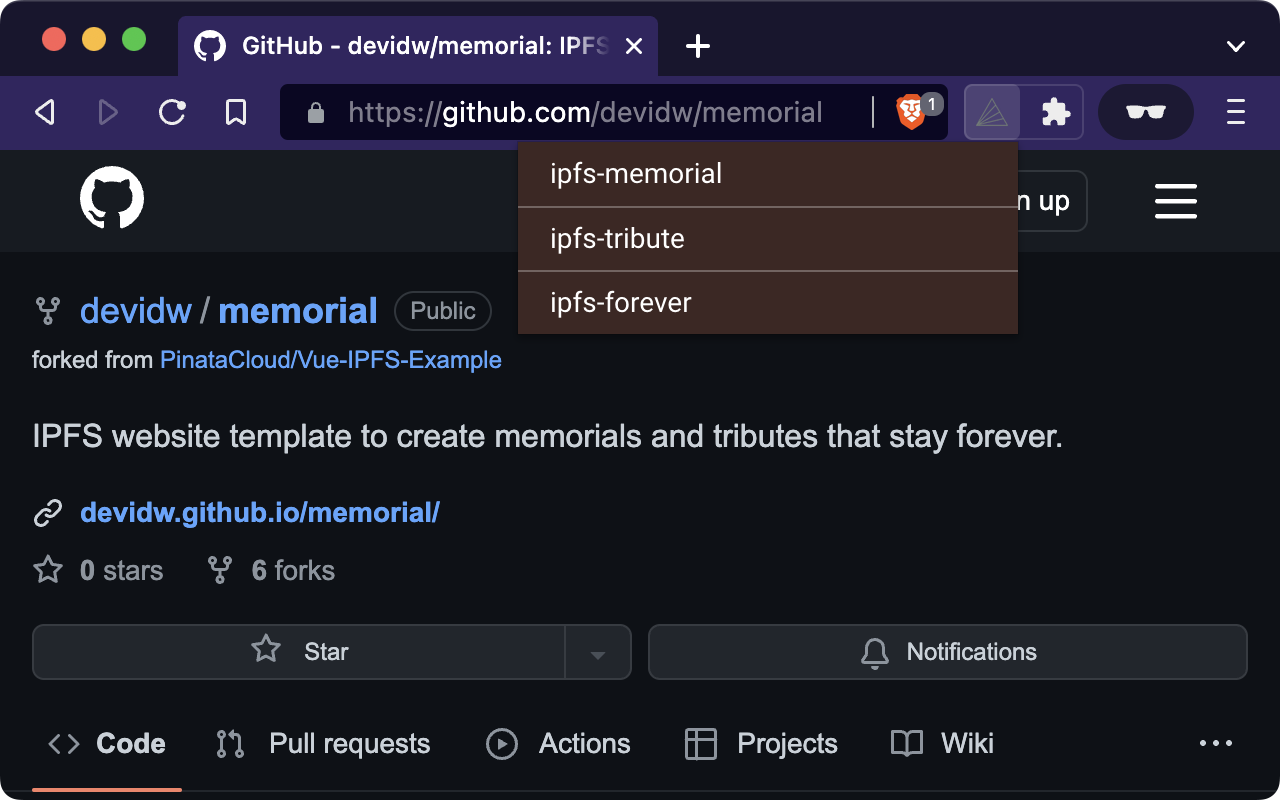 GitHub - devidw/memorial: IPFS
https://github.com/devidw/memorial
1
ipfs-memorial
ipfs-tribute
ipfs-forever
n up
devidw / memorial Public
forked from PinataCloud/Vue-IPFS-Example
IPFS website template to create memorials and tributes that stay forever.
devidw.github.io/memorial/
0 stars 6 forks
Star Notifications
Code Pull requests Actions Projects Wiki